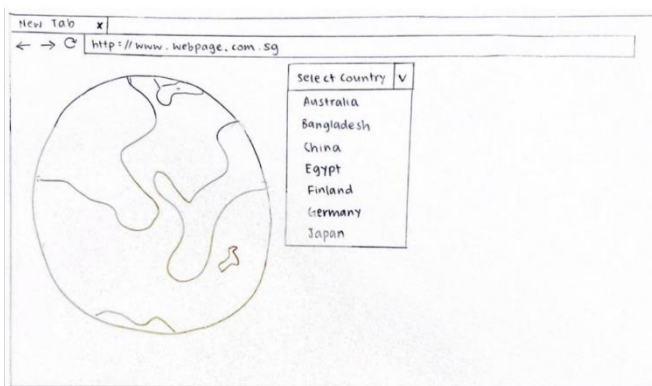 New Tab x
http://www.webpage.com.sg
Select Country v
Australia
Bangladesh
China
Egypt
Finland
Germany
Japan